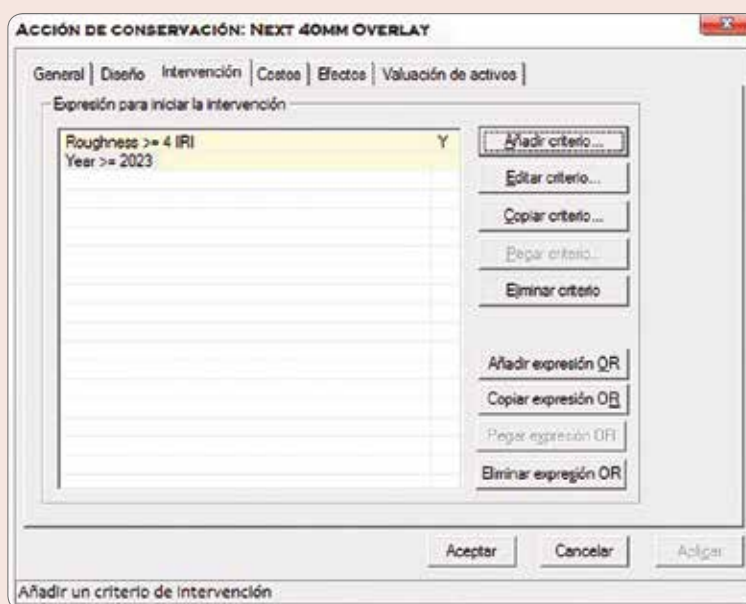 ACCIÓN DE CONSERVACIÓN: NEXT 40MM OVERLAY
General Diseño Intervención Costos Efectos Valuación de activos
Expresión para iniciar la intervención
Roughness >= 4 IRI Y
Year >= 2023
Añadir criterio...
Editar criterio...
Copiar criterio...
Pegar criterio...
Eliminar criterio
Añadir expresión OR
Copiar expresión OR
Pegar expresión OR
Eliminar expresión OR
Aceptar Cancelar Aplicar
Añadir un criterio de intervención